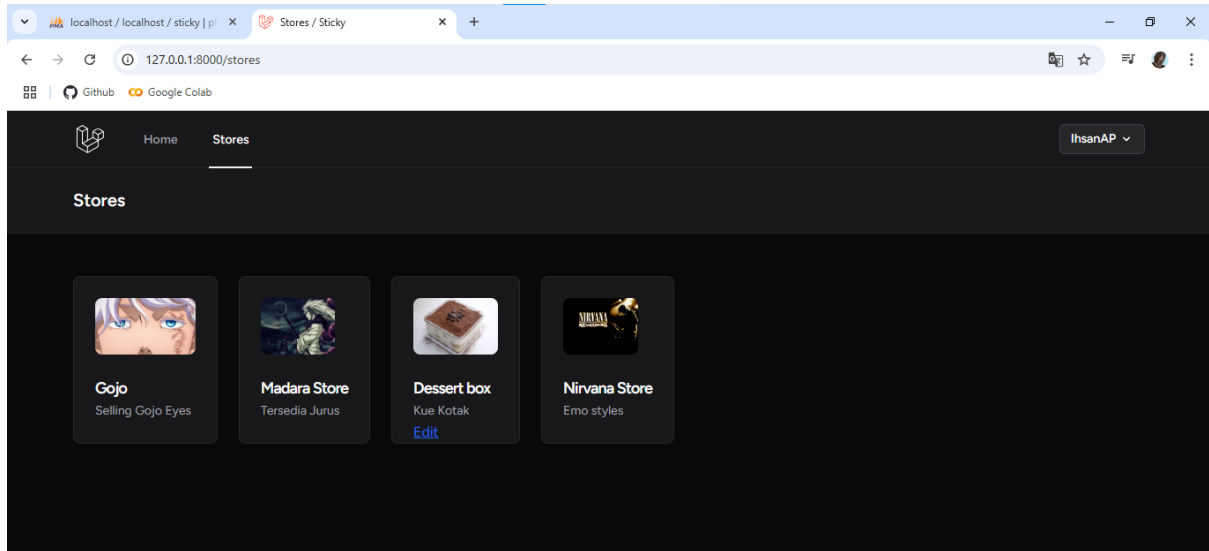 localhost / localhost / sticky | pl
Stores / Sticky
127.0.0.1:8000/stores
Github
Google Colab
Home
Stores
IhsanAP
Stores
Gojo
Selling Gojo Eyes
Madara Store
Tersedia Jurus
Dessert box
Kue Kotak
Edit
NIRVANA
Nirvana Store
Emo styles